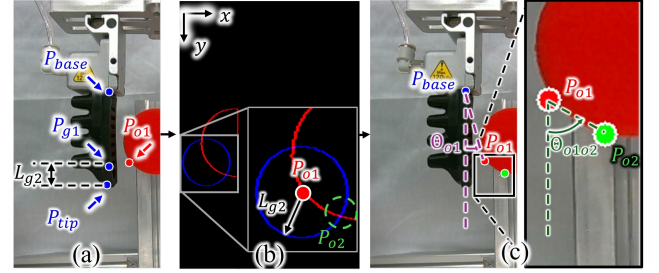 P_base
P_g1
P_o1
L_g2
P_tip
(a)
x
y
P_o1
L_g2
P_o2
(b)
P_base
θ_o1
P_o1
(c)
P_o1
θ_o1o2
P_o2